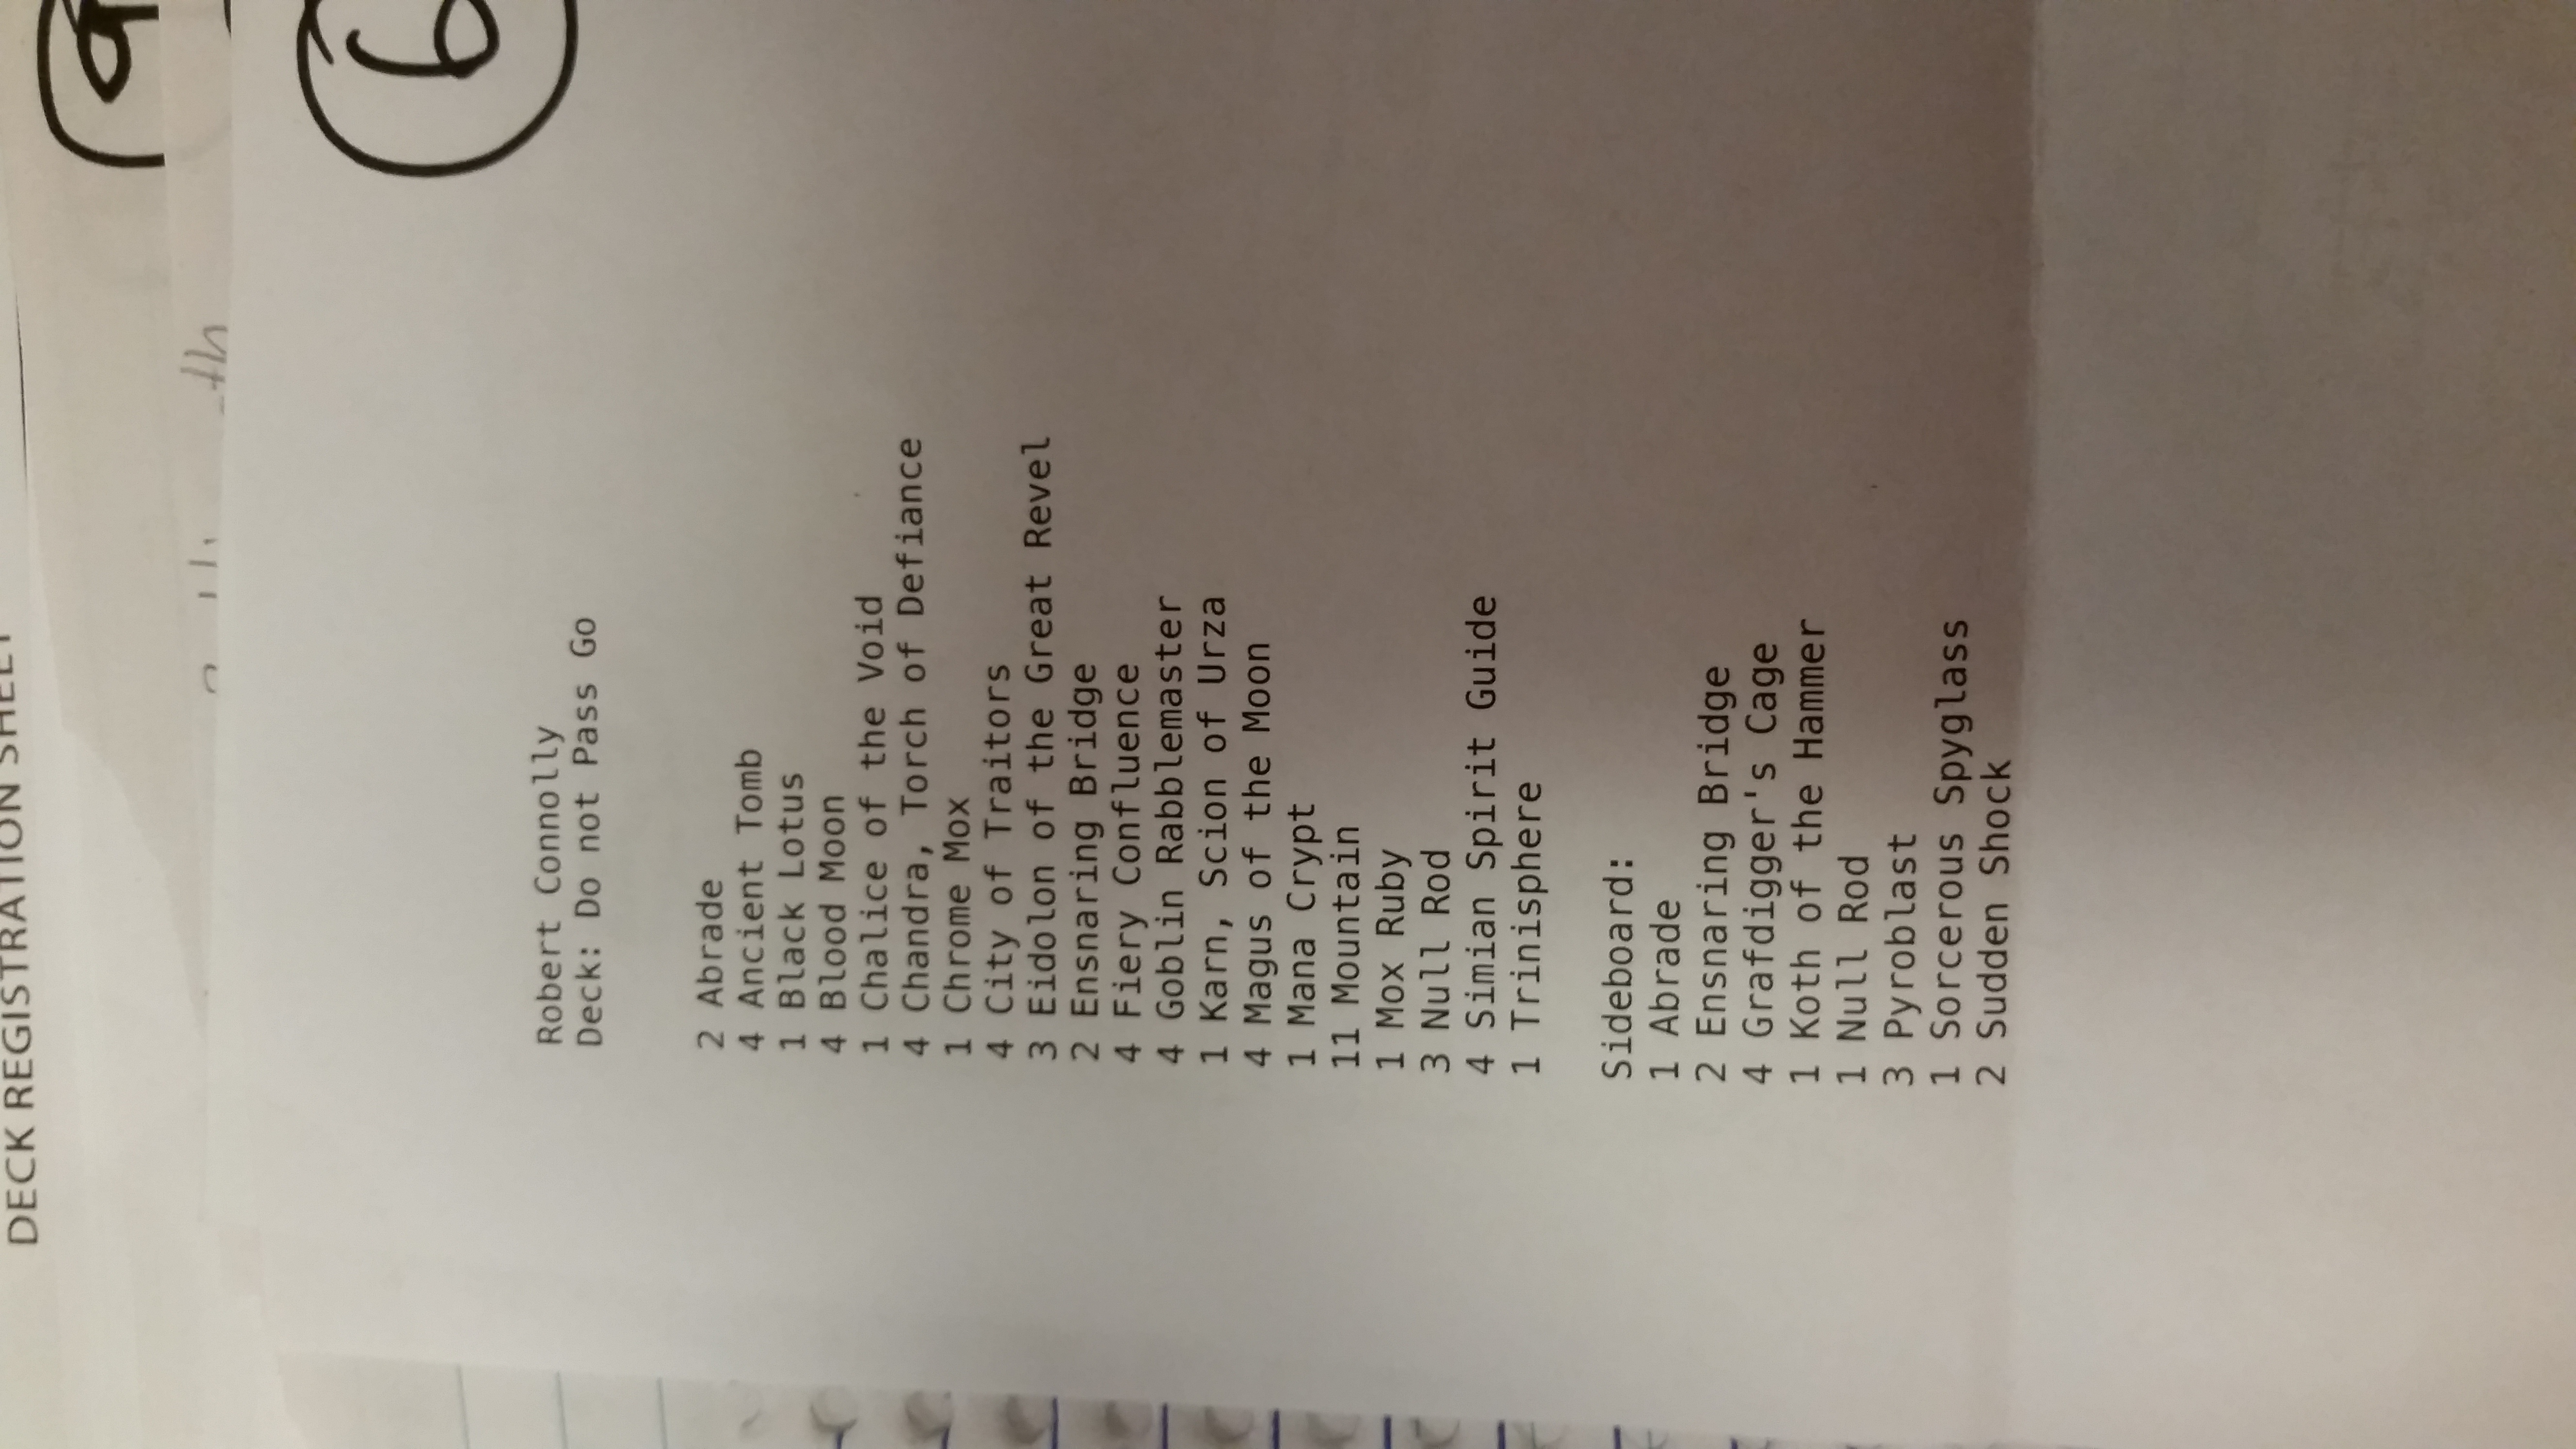 DECK REGISTRATION SHEET
9
th
6
Robert Connolly
Deck: Do not Pass Go
2 Abrade
4 Ancient Tomb
1 Black Lotus
4 Blood Moon
1 Chalice of the Void
4 Chandra, Torch of Defiance
1 Chrome Mox
4 City of Traitors
3 Eidolon of the Great Revel
2 Ensnaring Bridge
4 Fiery Confluence
4 Goblin Rabblemaster
1 Karn, Scion of Urza
4 Magus of the Moon
1 Mana Crypt
11 Mountain
1 Mox Ruby
3 Null Rod
4 Simian Spirit Guide
1 Trinisphere
Sideboard:
1 Abrade
2 Ensnaring Bridge
4 Grafdigger's Cage
1 Koth of the Hammer
1 Null Rod
3 Pyroblast
1 Sorcerous Spyglass
2 Sudden Shock